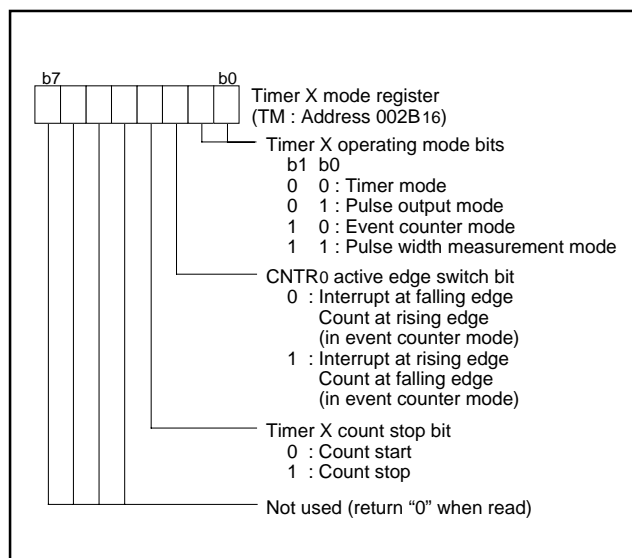 b7 b0
Timer X mode register
(TM : Address 002B16)
Timer X operating mode bits
b1 b0
0 0 : Timer mode
0 1 : Pulse output mode
1 0 : Event counter mode
1 1 : Pulse width measurement mode
CNTR0 active edge switch bit
0 : Interrupt at falling edge
Count at rising edge
(in event counter mode)
1 : Interrupt at rising edge
Count at falling edge
(in event counter mode)
Timer X count stop bit
0 : Count start
1 : Count stop
Not used (return “0” when read)